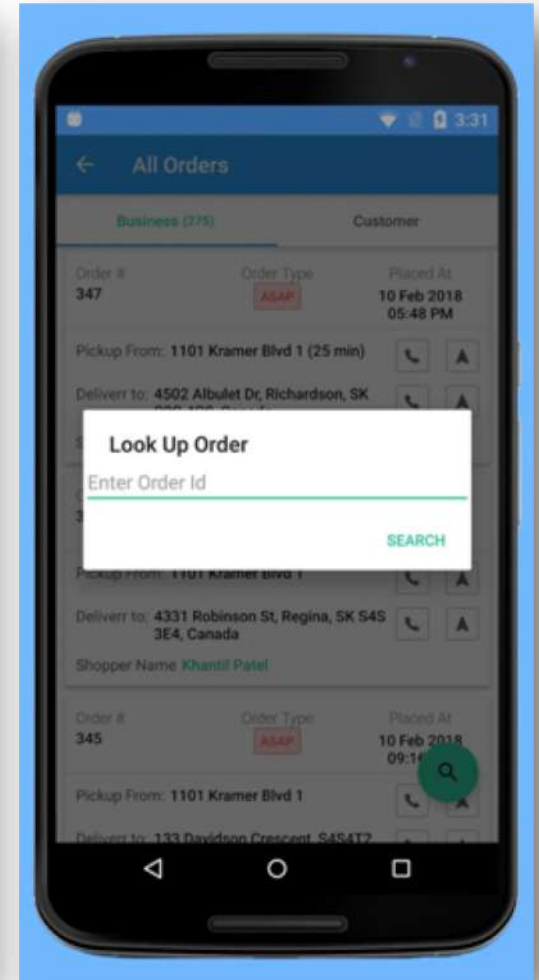 3:31
All Orders
Business (275) Customer
Order # Order Type Placed At
347 ASAP 10 Feb 2018
05:48 PM
Pickup From: 1101 Kramer Blvd 1 (25 min)
Deliverr to: 4502 Albulet Dr, Richardson, SK
Look Up Order
Enter Order Id
SEARCH
Pickup From: 1101 Kramer Blvd 1
Deliverr to: 4331 Robinson St, Regina, SK S4S
3E4, Canada
Shopper Name Khantil Patel
Order # Order Type Placed At
345 ASAP 10 Feb 2018
Pickup From: 1101 Kramer Blvd 1
Deliverr to: 133 Davidson Crescent, S4S4T7